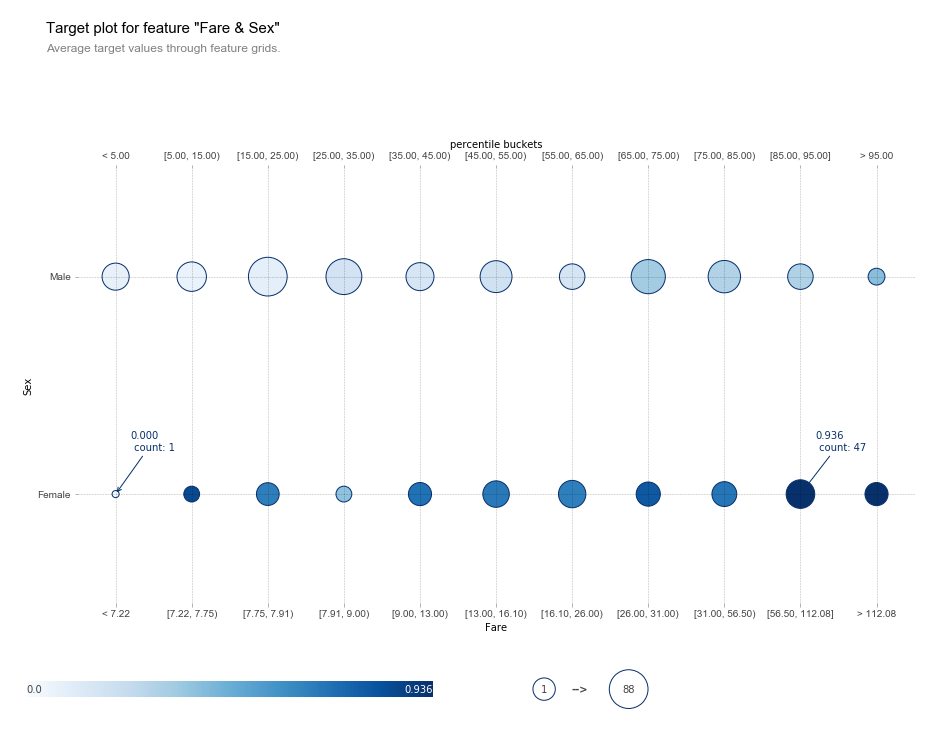 Target plot for feature "Fare & Sex"
Average target values through feature grids.
percentile buckets
< 5.00 [5.00, 15.00) [15.00, 25.00) [25.00, 35.00) [35.00, 45.00) [45.00, 55.00) [55.00, 65.00) [65.00, 75.00) [75.00, 85.00) [85.00, 95.00] > 95.00
Male
Sex
0.000
count: 1
0.936
count: 47
Female
< 7.22 [7.22, 7.75) [7.75, 7.91) [7.91, 9.00) [9.00, 13.00) [13.00, 16.10) [16.10, 26.00) [26.00, 31.00) [31.00, 56.50) [56.50, 112.08] > 112.08
Fare
0.0 0.936 1 --> 88